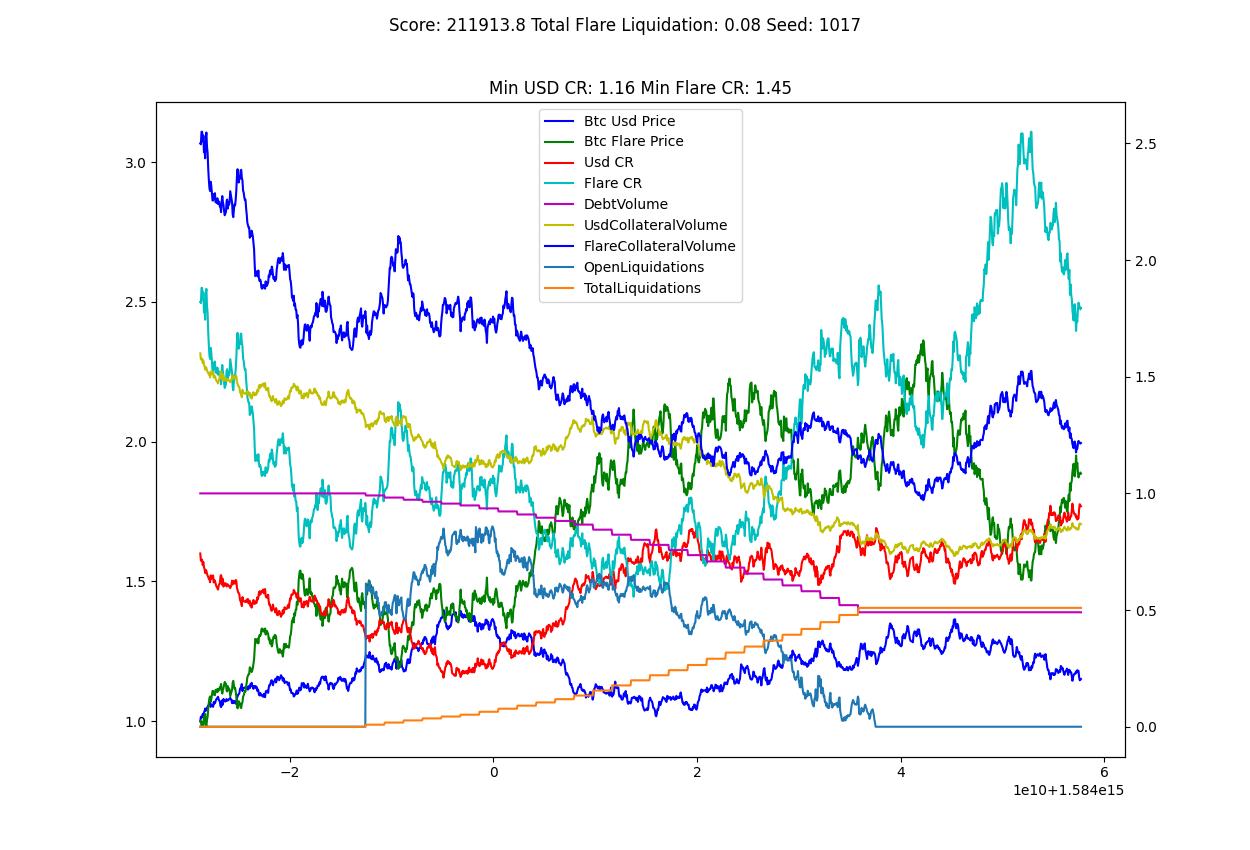 Score: 211913.8 Total Flare Liquidation: 0.08 Seed: 1017
Min USD CR: 1.16 Min Flare CR: 1.45
Btc Usd Price
Btc Flare Price
Usd CR
Flare CR
DebtVolume
UsdCollateralVolume
FlareCollateralVolume
OpenLiquidations
TotalLiquidations
3.0
2.5
2.0
1.5
1.0
2.5
2.0
1.5
1.0
0.5
0.0
−2 0 2 4 6
1e10+1.584e15